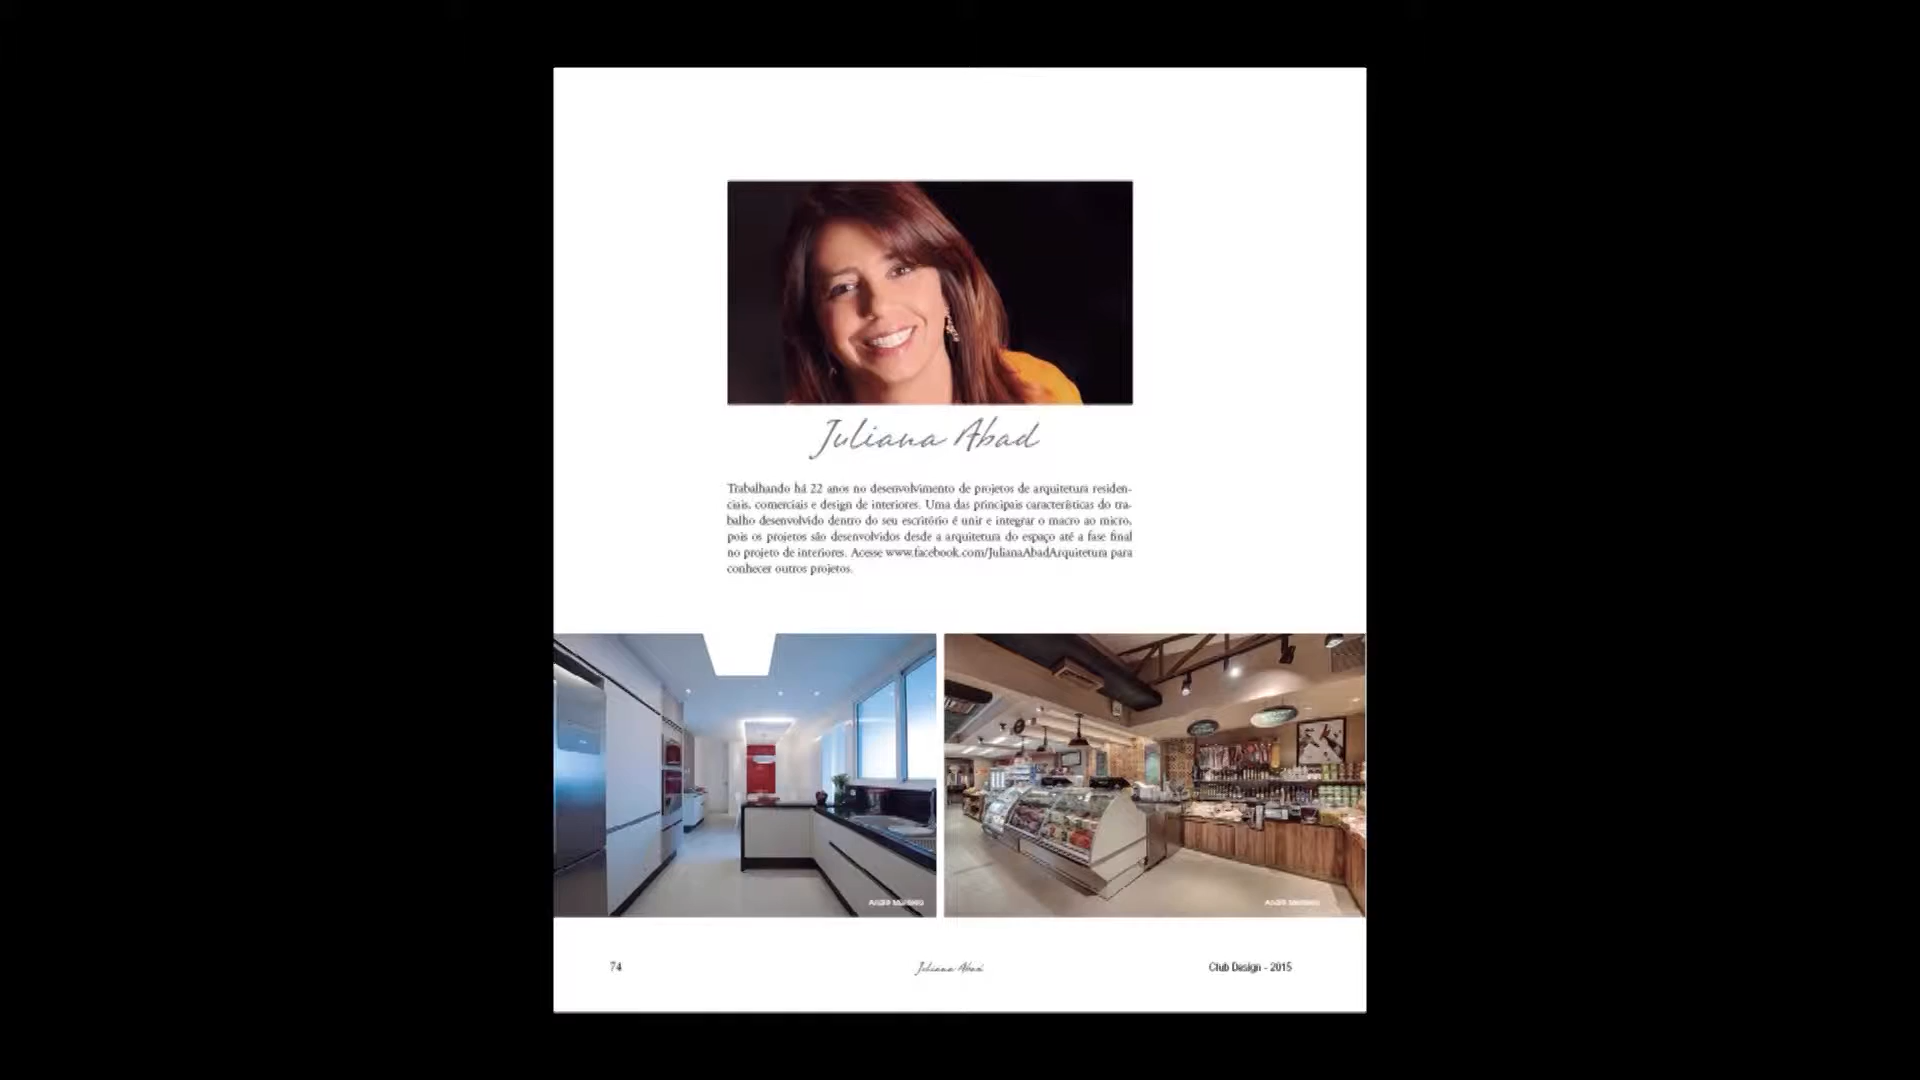 Juliana Abad
Trabalhando há 22 anos no desenvolvimento de projetos de arquitetura residen-
ciais, comerciais e design de interiores. Uma das principais características do tra-
balho desenvolvido dentro do seu escritório é unir e integrar o macro ao micro,
pois os projetos são desenvolvidos desde a arquitetura do espaço até a fase final
no projeto de interiores. Acesse www.facebook.com/JulianaAbadArquitetura para
conhecer outros projetos.
74
Juliana Abad
Club Design - 2015